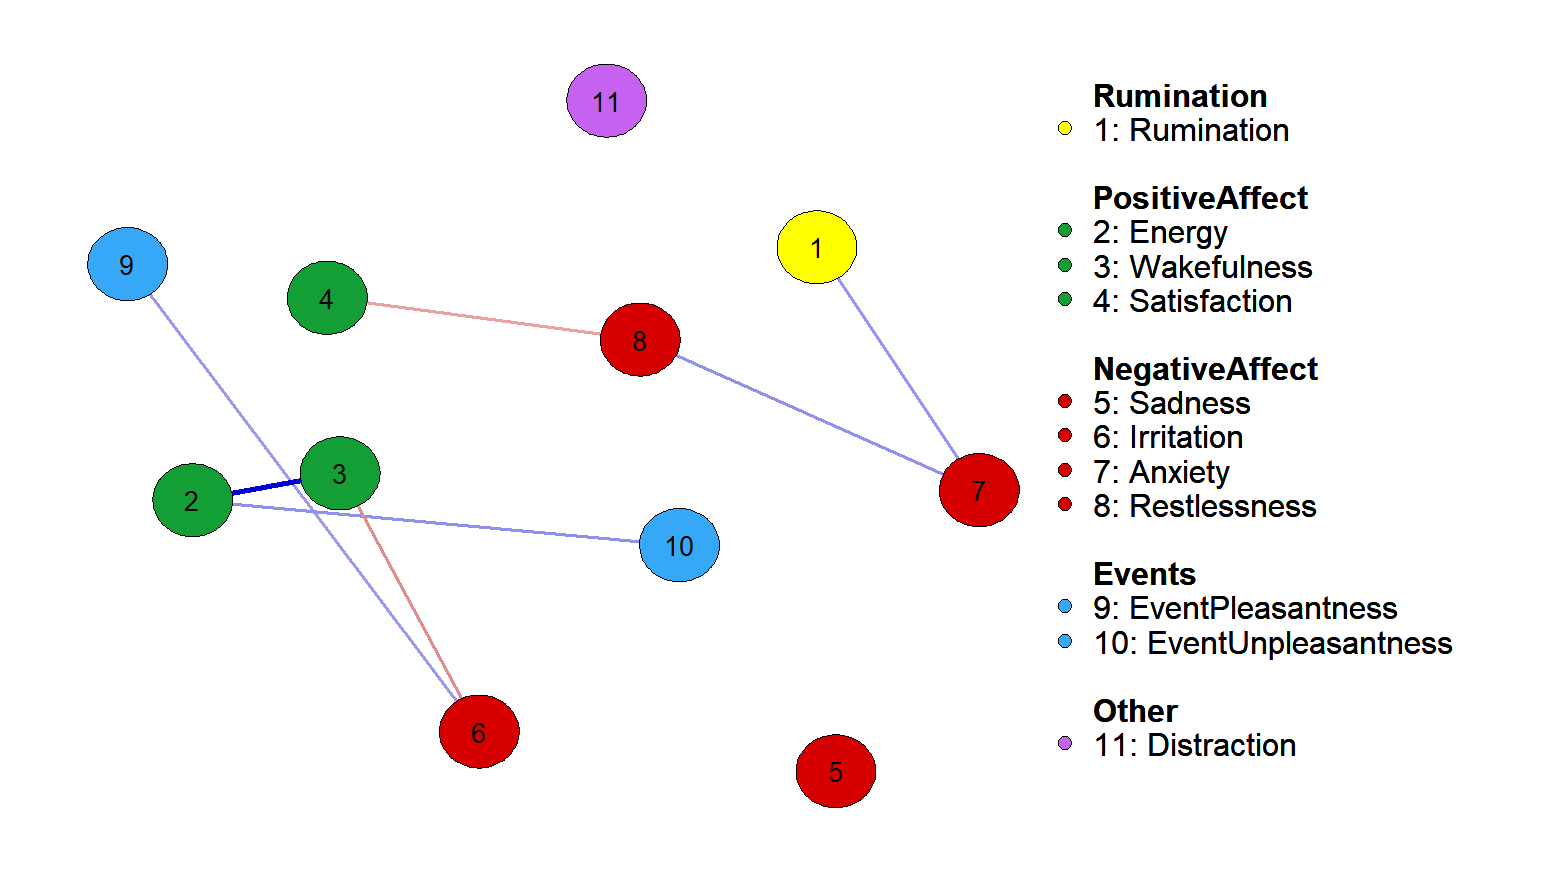 11
9
4
1
8
3
2
7
10
6
5
Rumination
1: Rumination
PositiveAffect
2: Energy
3: Wakefulness
4: Satisfaction
NegativeAffect
5: Sadness
6: Irritation
7: Anxiety
8: Restlessness
Events
9: EventPleasantness
10: EventUnpleasantness
Other
11: Distraction